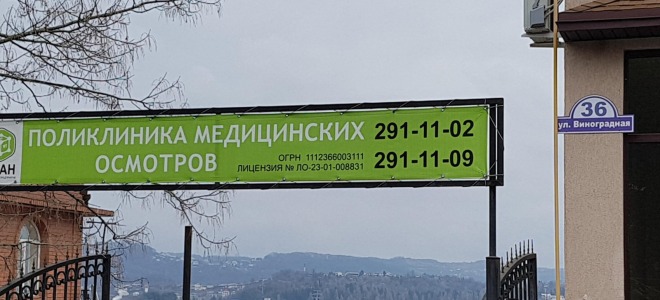 ПОЛИКЛИНИКА МЕДИЦИНСКИХ 291-11-02
ОСМОТРОВ ОГРН 1112366003111 291-11-09
ЛИЦЕНЗИЯ № ЛО-23-01-008831
АН
36
ул. Виноградная